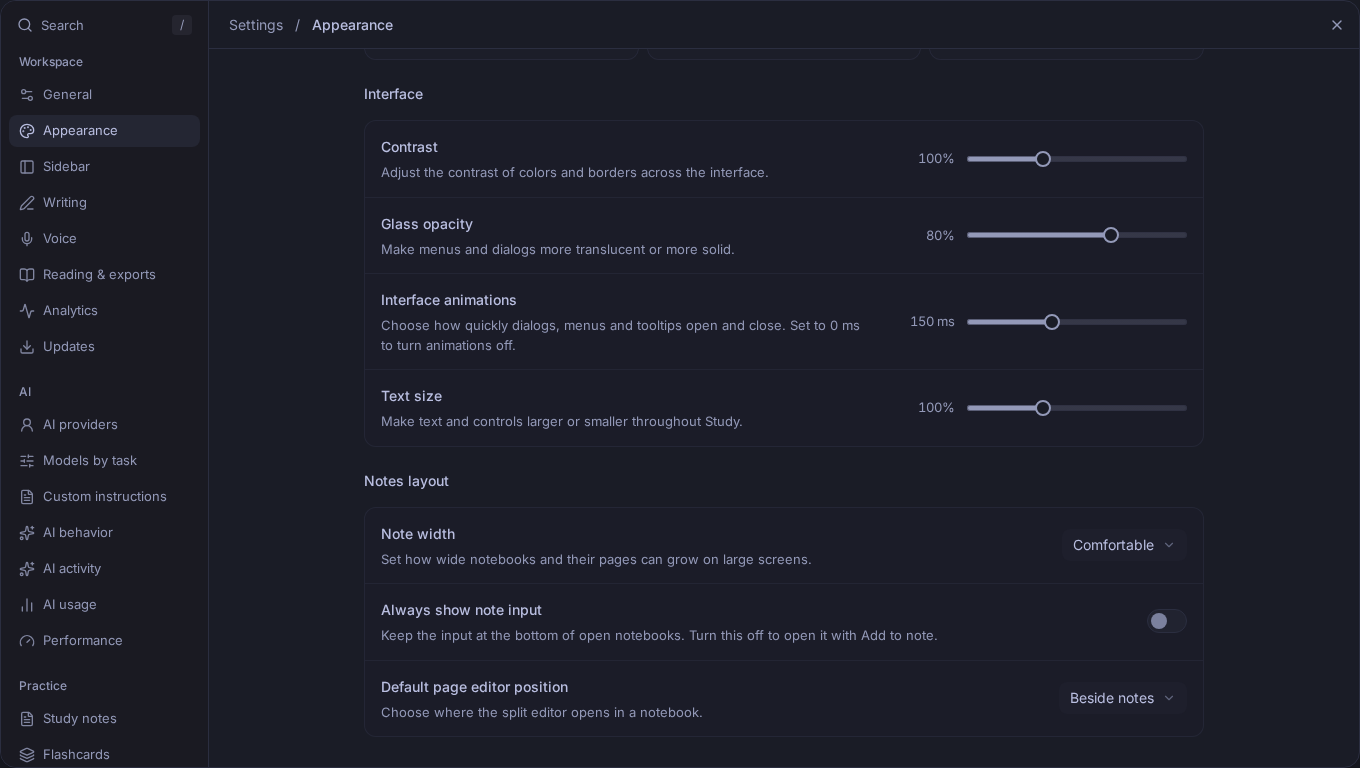 Search /
Workspace
General
Appearance
Sidebar
Writing
Voice
Reading & exports
Analytics
Updates
AI
AI providers
Models by task
Custom instructions
AI behavior
AI activity
AI usage
Performance
Practice
Study notes
Flashcards
Settings / Appearance
Interface
Contrast
Adjust the contrast of colors and borders across the interface.
100%
Glass opacity
Make menus and dialogs more translucent or more solid.
80%
Interface animations
Choose how quickly dialogs, menus and tooltips open and close. Set to 0 ms
to turn animations off.
150 ms
Text size
Make text and controls larger or smaller throughout Study.
100%
Notes layout
Note width
Set how wide notebooks and their pages can grow on large screens.
Comfortable
Always show note input
Keep the input at the bottom of open notebooks. Turn this off to open it with Add to note.
Default page editor position
Choose where the split editor opens in a notebook.
Beside notes